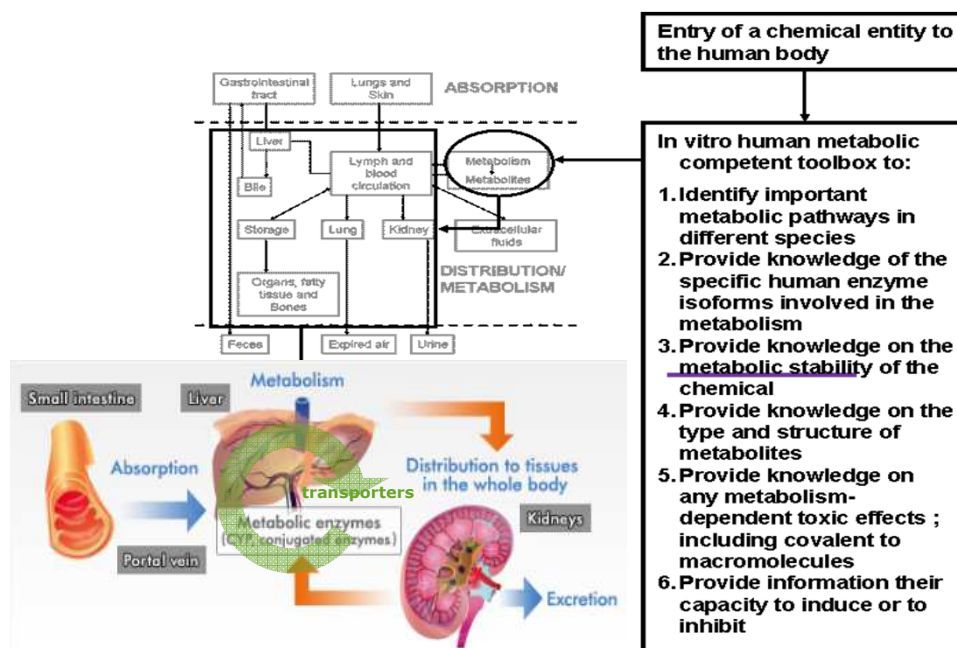 Entry of a chemical entity to
the human body
Gastrointestinal
tract
Lungs and
Skin
ABSORPTION
Liver
Lymph and
blood
circulation
Metabolism
Metabolites
Bile
Storage
Lung
Kidney
Extracellular
fluids
Organs, fatty
tissue and
Bones
DISTRIBUTION/
METABOLISM
Feces
Expired air
Urine
In vitro human metabolic
competent toolbox to:
1. Identify important
metabolic pathways in
different species
2. Provide knowledge of the
specific human enzyme
isoforms involved in the
metabolism
3. Provide knowledge on the
metabolic stability of the
chemical
4. Provide knowledge on the
type and structure of
metabolites
5. Provide knowledge on
any metabolism-
dependent toxic effects ;
including covalent to
macromolecules
6. Provide information their
capacity to induce or to
inhibit
Small intestine
Liver
Metabolism
Absorption
transporters
Distribution to tissues
in the whole body
Metabolic enzymes
(CYP, conjugated enzymes)
Kidneys
Portal vein
Excretion